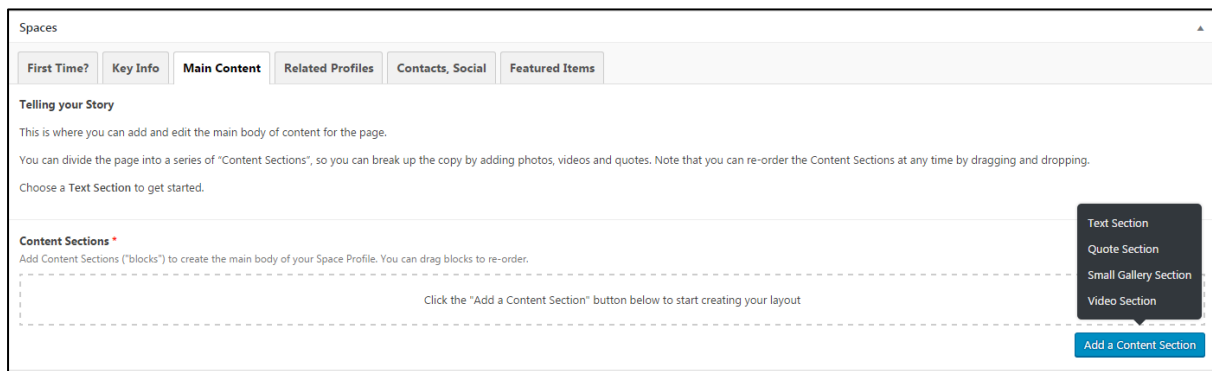 Spaces
First Time?
Key Info
Main Content
Related Profiles
Contacts, Social
Featured Items
Telling your Story
This is where you can add and edit the main body of content for the page.
You can divide the page into a series of "Content Sections", so you can break up the copy by adding photos, videos and quotes. Note that you can re-order the Content Sections at any time by dragging and dropping.
Choose a Text Section to get started.
Content Sections *
Add Content Sections ("blocks") to create the main body of your Space Profile. You can drag blocks to re-order.
Click the "Add a Content Section" button below to start creating your layout
Text Section
Quote Section
Small Gallery Section
Video Section
Add a Content Section